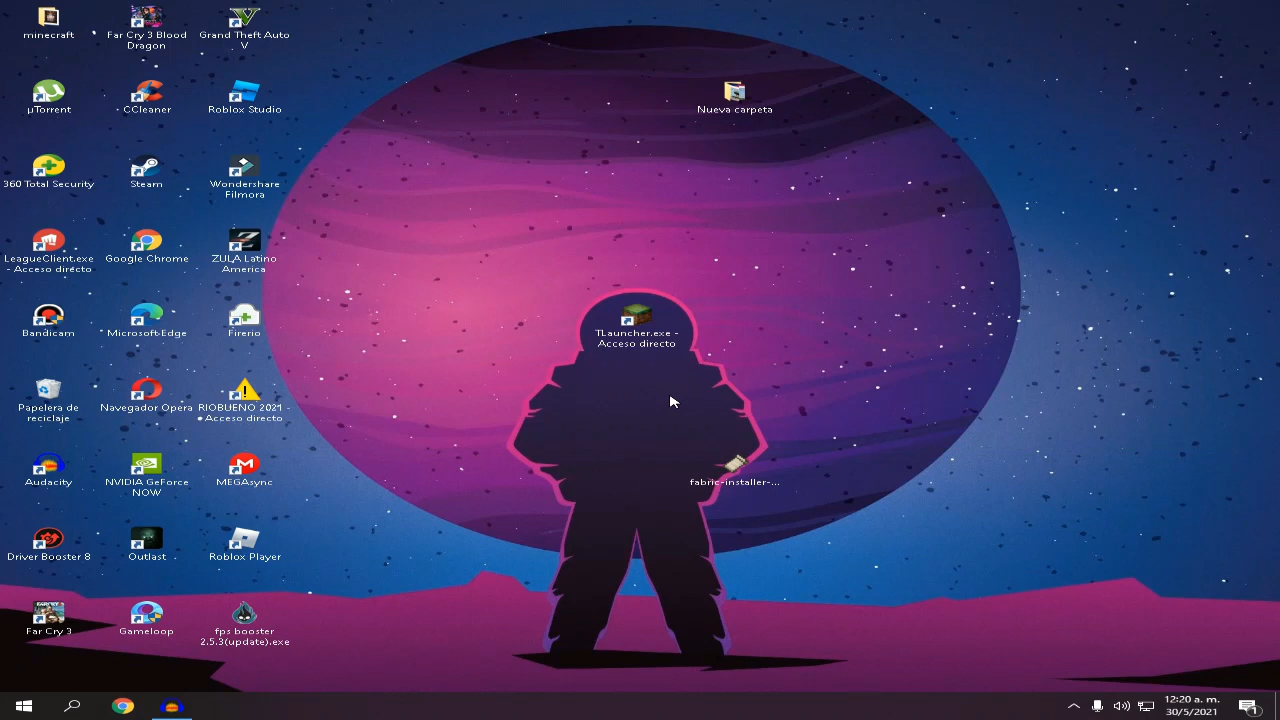 minecraft
Far Cry 3 Blood
Dragon
Grand Theft Auto
V
µTorrent
CCleaner
Roblox Studio
Nueva carpeta
360 Total Security
Steam
Wondershare
Filmora
LeagueClient.exe
- Acceso directo
Google Chrome
ZULA Latino
America
Bandicam
Microsoft Edge
Firerio
TLauncher.exe -
Acceso directo
Papelera de
reciclaje
Navegador Opera
RIOBUENO 2021 -
Acceso directo
Audacity
NVIDIA GeForce
NOW
MEGAsync
fabric-installer-...
Driver Booster 8
Outlast
Roblox Player
FARCRY
Far Cry 3
Gameloop
fps booster
2.5.3(update).exe
12:20 a. m.
30/5/2021
1